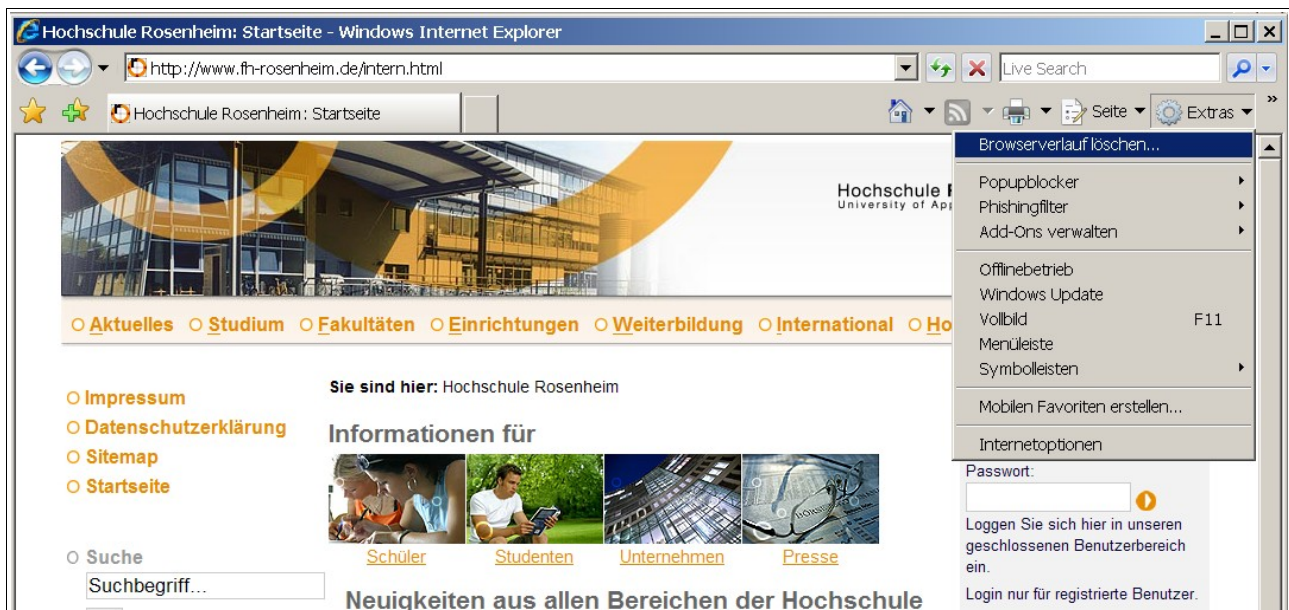 Hochschule Rosenheim: Startseite - Windows Internet Explorer
http://www.fh-rosenheim.de/intern.html
Live Search
Hochschule Rosenheim: Startseite
Seite
Extras
»
Browserverlauf löschen...
Popupblocker
Phishingfilter
Add-Ons verwalten
Offlinebetrieb
Windows Update
Vollbild F11
Menüleiste
Symbolleisten
Mobilen Favoriten erstellen...
Internetoptionen
Hochschule
University of
Aktuelles Studium Fakultäten Einrichtungen Weiterbildung International Ho
Impressum
Datenschutzerklärung
Sitemap
Startseite
Suche
Suchbegriff...
Sie sind hier: Hochschule Rosenheim
Informationen für
Schüler Studenten Unternehmen Presse
Neuigkeiten aus allen Bereichen der Hochschule
Passwort:
Loggen Sie sich hier in unseren
geschlossenen Benutzerbereich
ein.
Login nur für registrierte Benutzer.